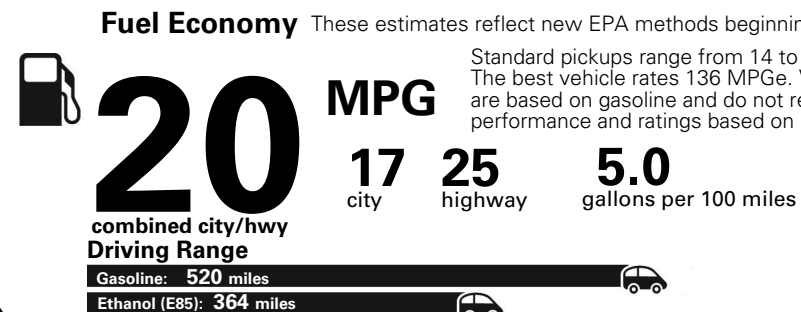 Fuel Economy These estimates reflect new EPA methods beginnin
Standard pickups range from 14 to
The best vehicle rates 136 MPGe. V
are based on gasoline and do not re
performance and ratings based on
20 MPG
17 25 5.0
city highway gallons per 100 miles
combined city/hwy
Driving Range
Gasoline: 520 miles
Ethanol (E85): 364 miles